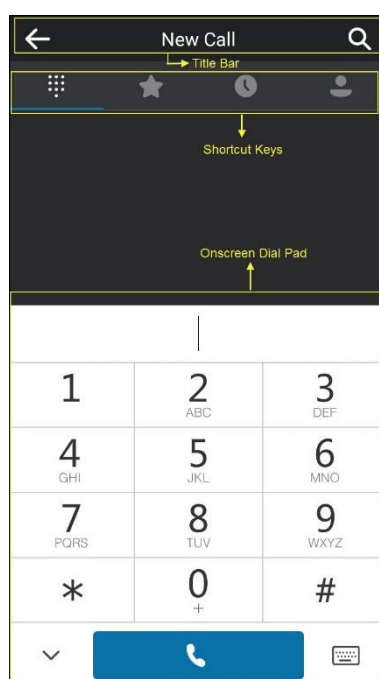 New Call
Title Bar
Shortcut Keys
Onscreen Dial Pad
1 2 3
ABC DEF
4 5 6
GHI JKL MNO
7 8 9
PQRS TUV WXYZ
* 0 #
+